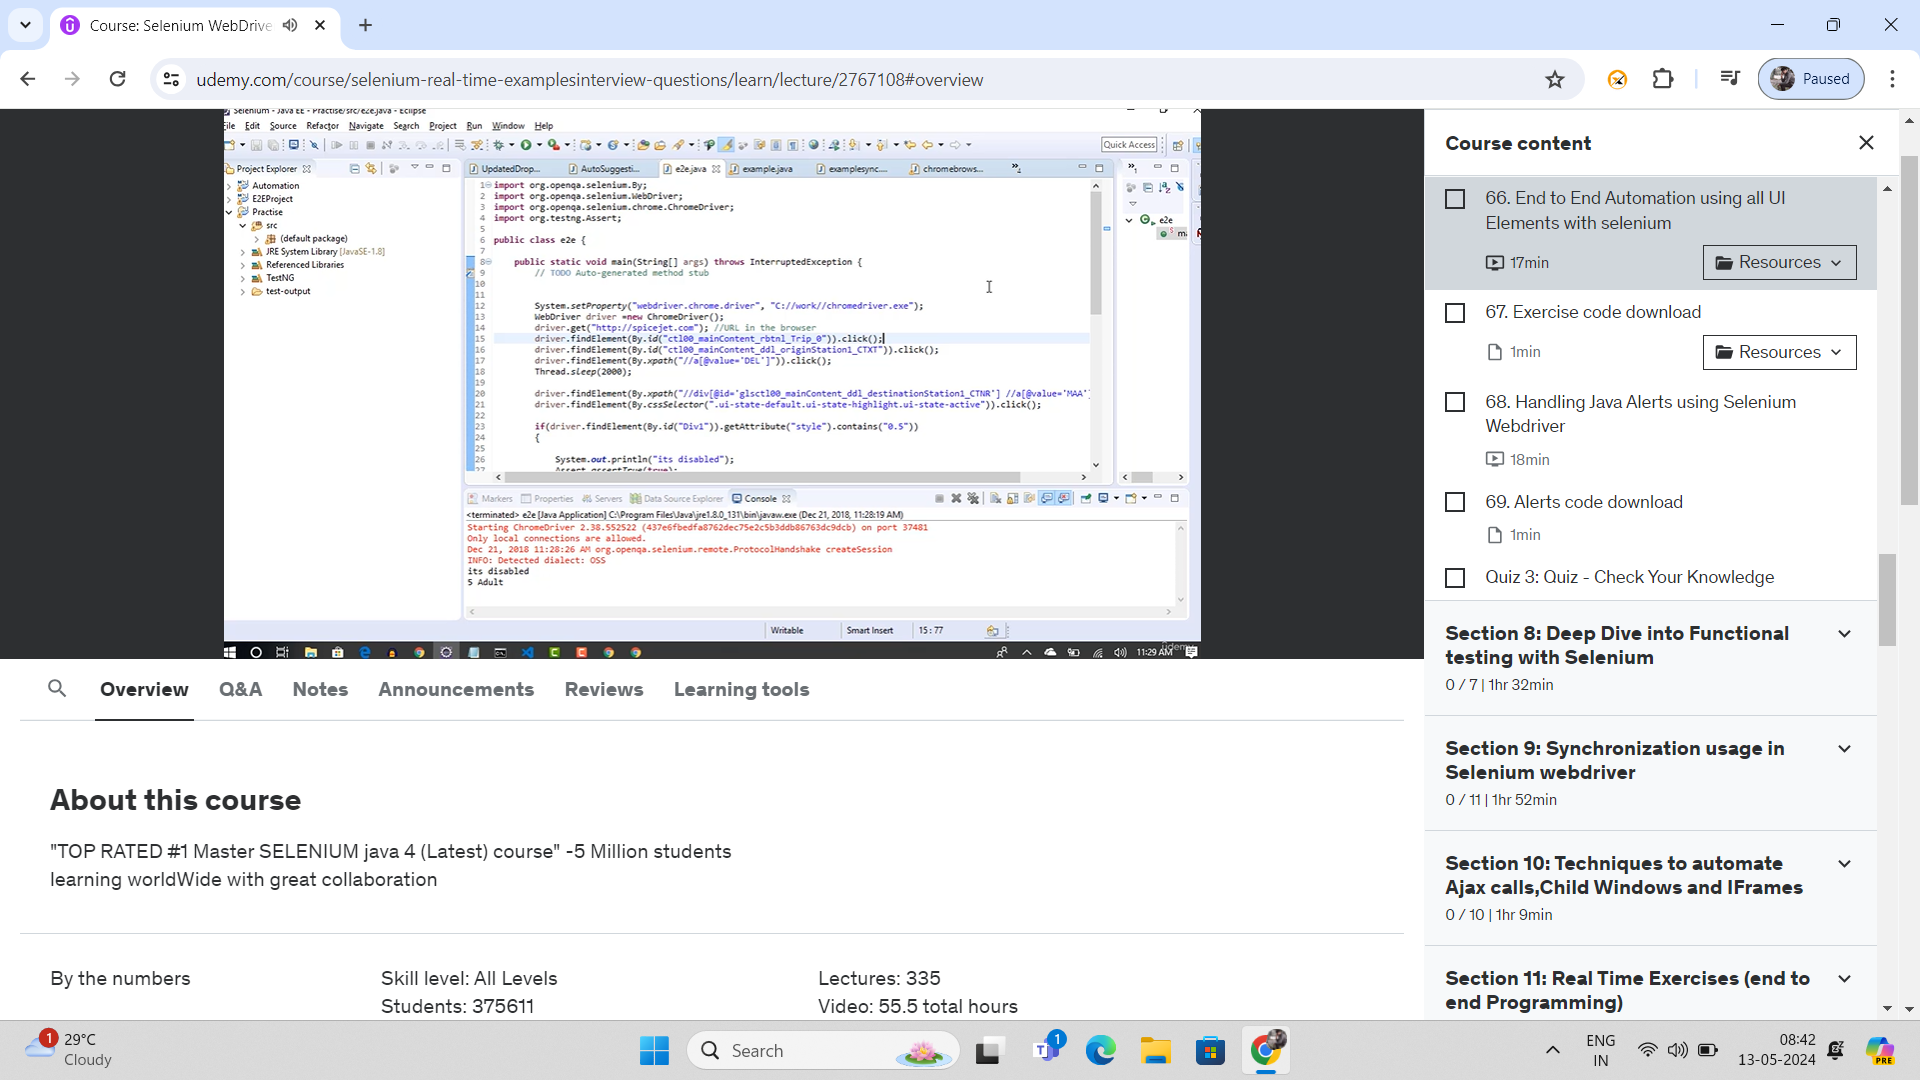 Course: Selenium WebDrive
udemy.com/course/selenium-real-time-examplesinterview-questions/learn/lecture/2767108#overview
Paused
Selenium - Java EE - Practise/src/e2e.java - Eclipse
File Edit Source Refactor Navigate Search Project Run Window Help
Quick Access
Project Explorer
Automation
E2EProject
Practise
src
(default package)
JRE System Library [JavaSE-1.8]
Referenced Libraries
TestNG
test-output
UpdatedDrop... AutoSuggesti... e2e.java example.java examplesync.... chromebrows...
1 import org.openqa.selenium.By;
2 import org.openqa.selenium.WebDriver;
3 import org.openqa.selenium.chrome.ChromeDriver;
4 import org.testng.Assert;
5
6 public class e2e {
7
8 public static void main(String[] args) throws InterruptedException {
9 // TODO Auto-generated method stub
10
11
12 System.setProperty("webdriver.chrome.driver", "C://work//chromedriver.exe");
13 WebDriver driver =new ChromeDriver();
14 driver.get("http://spicejet.com"); //URL in the browser
15 driver.findElement(By.id("ctl00_mainContent_rbtnl_Trip_0")).click();
16 driver.findElement(By.id("ctl00_mainContent_ddl_originStation1_CTXT")).click();
17 driver.findElement(By.xpath("//a[@value='DEL']")).click();
18 Thread.sleep(2000);
19
20 driver.findElement(By.xpath("//div[@id='glsctl00_mainContent_ddl_destinationStation1_CTNR'] //a[@value='MAA']
21 driver.findElement(By.cssSelector(".ui-state-default.ui-state-highlight.ui-state-active")).click();
22
23 if(driver.findElement(By.id("Div1")).getAttribute("style").contains("0.5"))
24 {
25
26 System.out.println("its disabled");
27 Assert.assertTrue(true);
e2e
Markers Properties Servers Data Source Explorer Console
<terminated> e2e [Java Application] C:\Program Files\Java\jre1.8.0_131\bin\javaw.exe (Dec 21, 2018, 11:28:19 AM)
Starting ChromeDriver 2.38.552522 (437e6fbedfa8762dec75e2c5b3ddb86763dc9dcb) on port 37481
Only local connections are allowed.
Dec 21, 2018 11:28:26 AM org.openqa.selenium.remote.ProtocolHandshake createSession
INFO: Detected dialect: OSS
its disabled
5 Adult
Writable Smart Insert 15 : 77
11:29 AM
Overview Q&A Notes Announcements Reviews Learning tools
About this course
"TOP RATED #1 Master SELENIUM java 4 (Latest) course" -5 Million students
learning worldWide with great collaboration
By the numbers
Skill level: All Levels
Students: 375611
Lectures: 335
Video: 55.5 total hours
Course content
66. End to End Automation using all UI
Elements with selenium
17min
Resources
67. Exercise code download
1min
Resources
68. Handling Java Alerts using Selenium
Webdriver
18min
69. Alerts code download
1min
Quiz 3: Quiz - Check Your Knowledge
Section 8: Deep Dive into Functional
testing with Selenium
0 / 7 | 1hr 32min
Section 9: Synchronization usage in
Selenium webdriver
0 / 11 | 1hr 52min
Section 10: Techniques to automate
Ajax calls,Child Windows and IFrames
0 / 10 | 1hr 9min
Section 11: Real Time Exercises (end to
end Programming)
1
29°C
Cloudy
Search
1
ENG
IN
08:42
13-05-2024
PRE